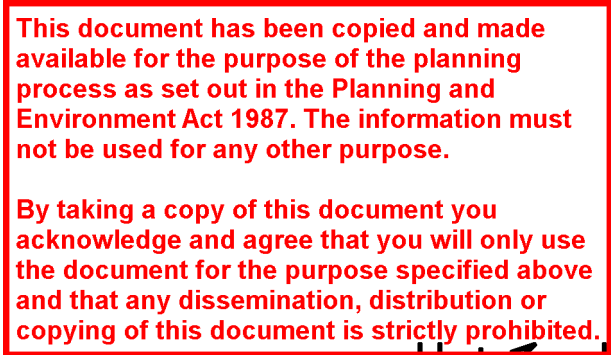 This document has been copied and made
available for the purpose of the planning
process as set out in the Planning and
Environment Act 1987. The information must
not be used for any other purpose.
By taking a copy of this document you
acknowledge and agree that you will only use
the document for the purpose specified above
and that any dissemination, distribution or
copying of this document is strictly prohibited.